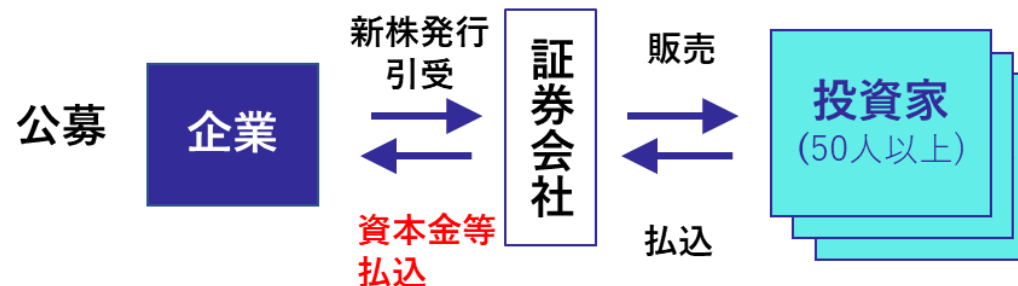 公募
企業
新株発行
引受
資本金等
払込
証券会社
販売
払込
投資家
(50人以上)